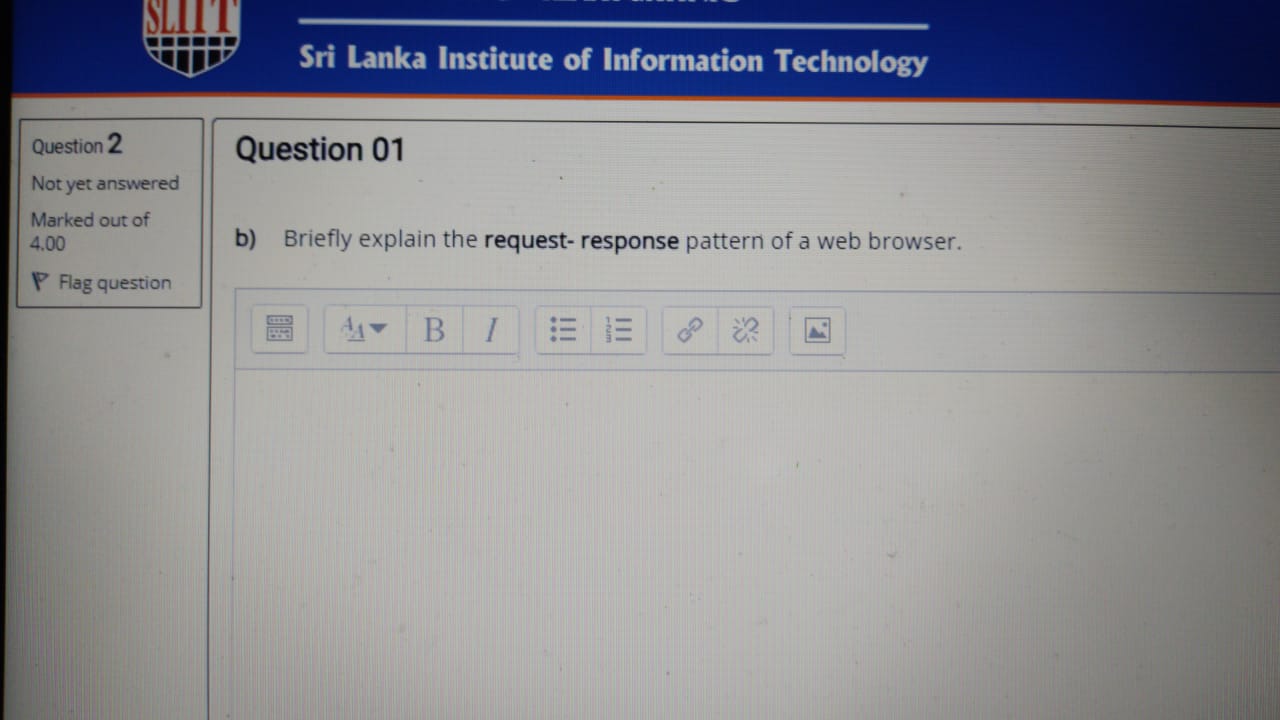 SLIIT
Sri Lanka Institute of Information Technology
Question 2
Not yet answered
Marked out of
4.00
Flag question
Question 01
b) Briefly explain the request- response pattern of a web browser.
B I